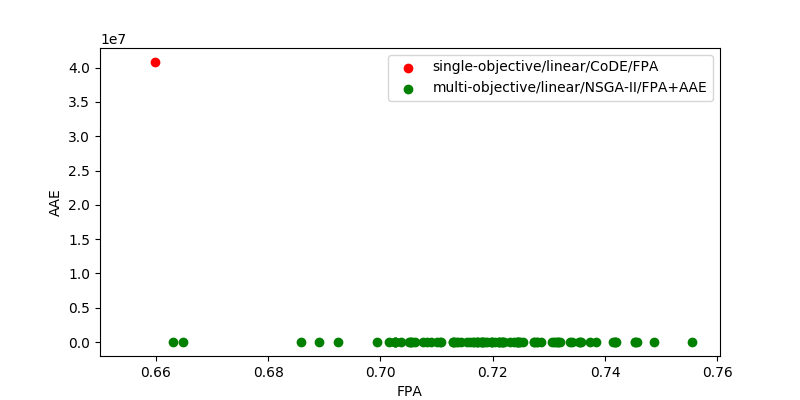 1e7
4.0
3.5
3.0
2.5
2.0
1.5
1.0
0.5
0.0
AAE
single-objective/linear/CoDE/FPA
multi-objective/linear/NSGA-II/FPA+AAE
0.66 0.68 0.70 0.72 0.74 0.76
FPA